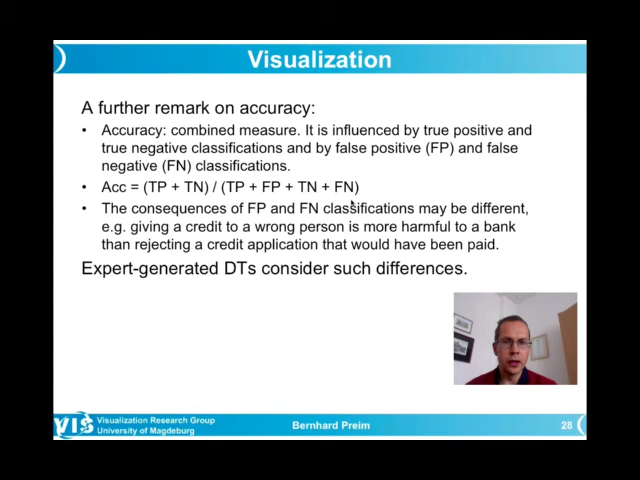 Visualization
A further remark on accuracy:
• Accuracy: combined measure. It is influenced by true positive and
true negative classifications and by false positive (FP) and false
negative (FN) classifications.
• Acc = (TP + TN) / (TP + FP + TN + FN)
• The consequences of FP and FN classifications may be different,
e.g. giving a credit to a wrong person is more harmful to a bank
than rejecting a credit application that would have been paid.
Expert-generated DTs consider such differences.
VIS
Visualization Research Group
University of Magdeburg
Bernhard Preim
28